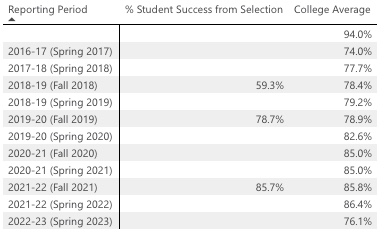 Reporting Period % Student Success from Selection College Average
94.0%
2016-17 (Spring 2017) 74.0%
2017-18 (Spring 2018) 77.7%
2018-19 (Fall 2018) 59.3% 78.4%
2018-19 (Spring 2019) 79.2%
2019-20 (Fall 2019) 78.7% 78.9%
2019-20 (Spring 2020) 82.6%
2020-21 (Fall 2020) 85.0%
2020-21 (Spring 2021) 85.0%
2021-22 (Fall 2021) 85.7% 85.8%
2021-22 (Spring 2022) 86.4%
2022-23 (Spring 2023) 76.1%